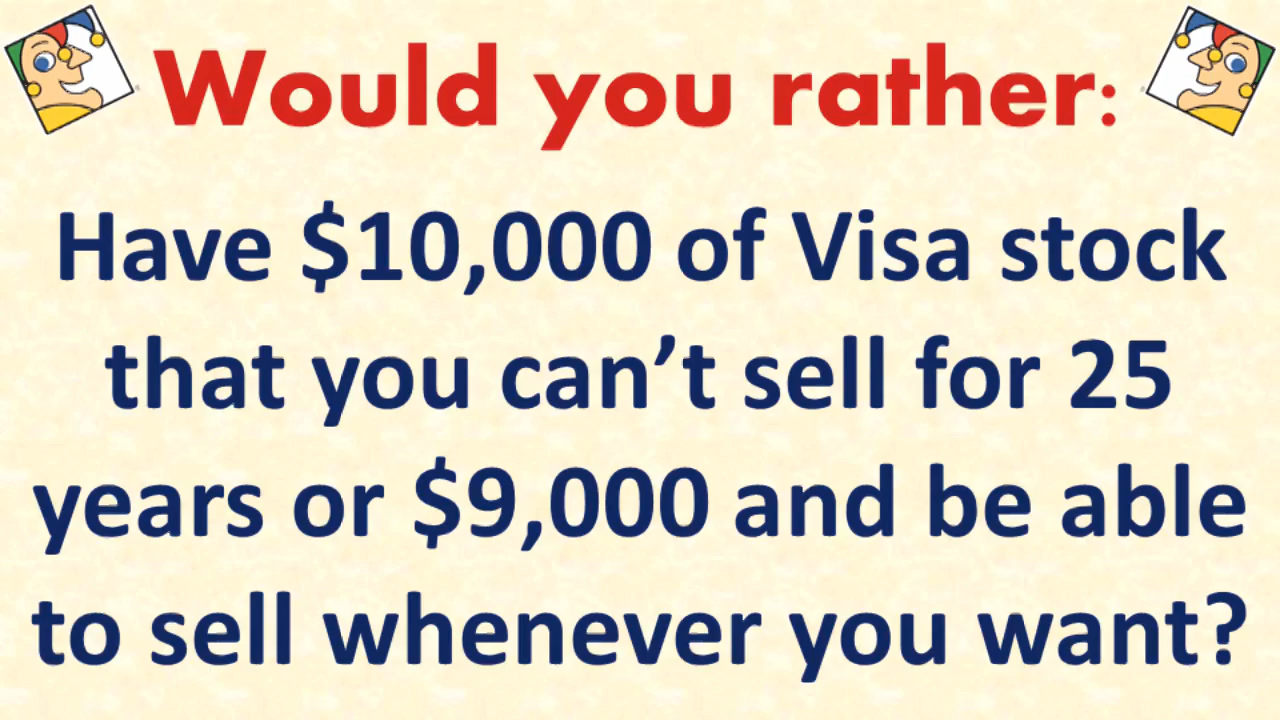 Would you rather:
Have $10,000 of Visa stock
that you can’t sell for 25
years or $9,000 and be able
to sell whenever you want?